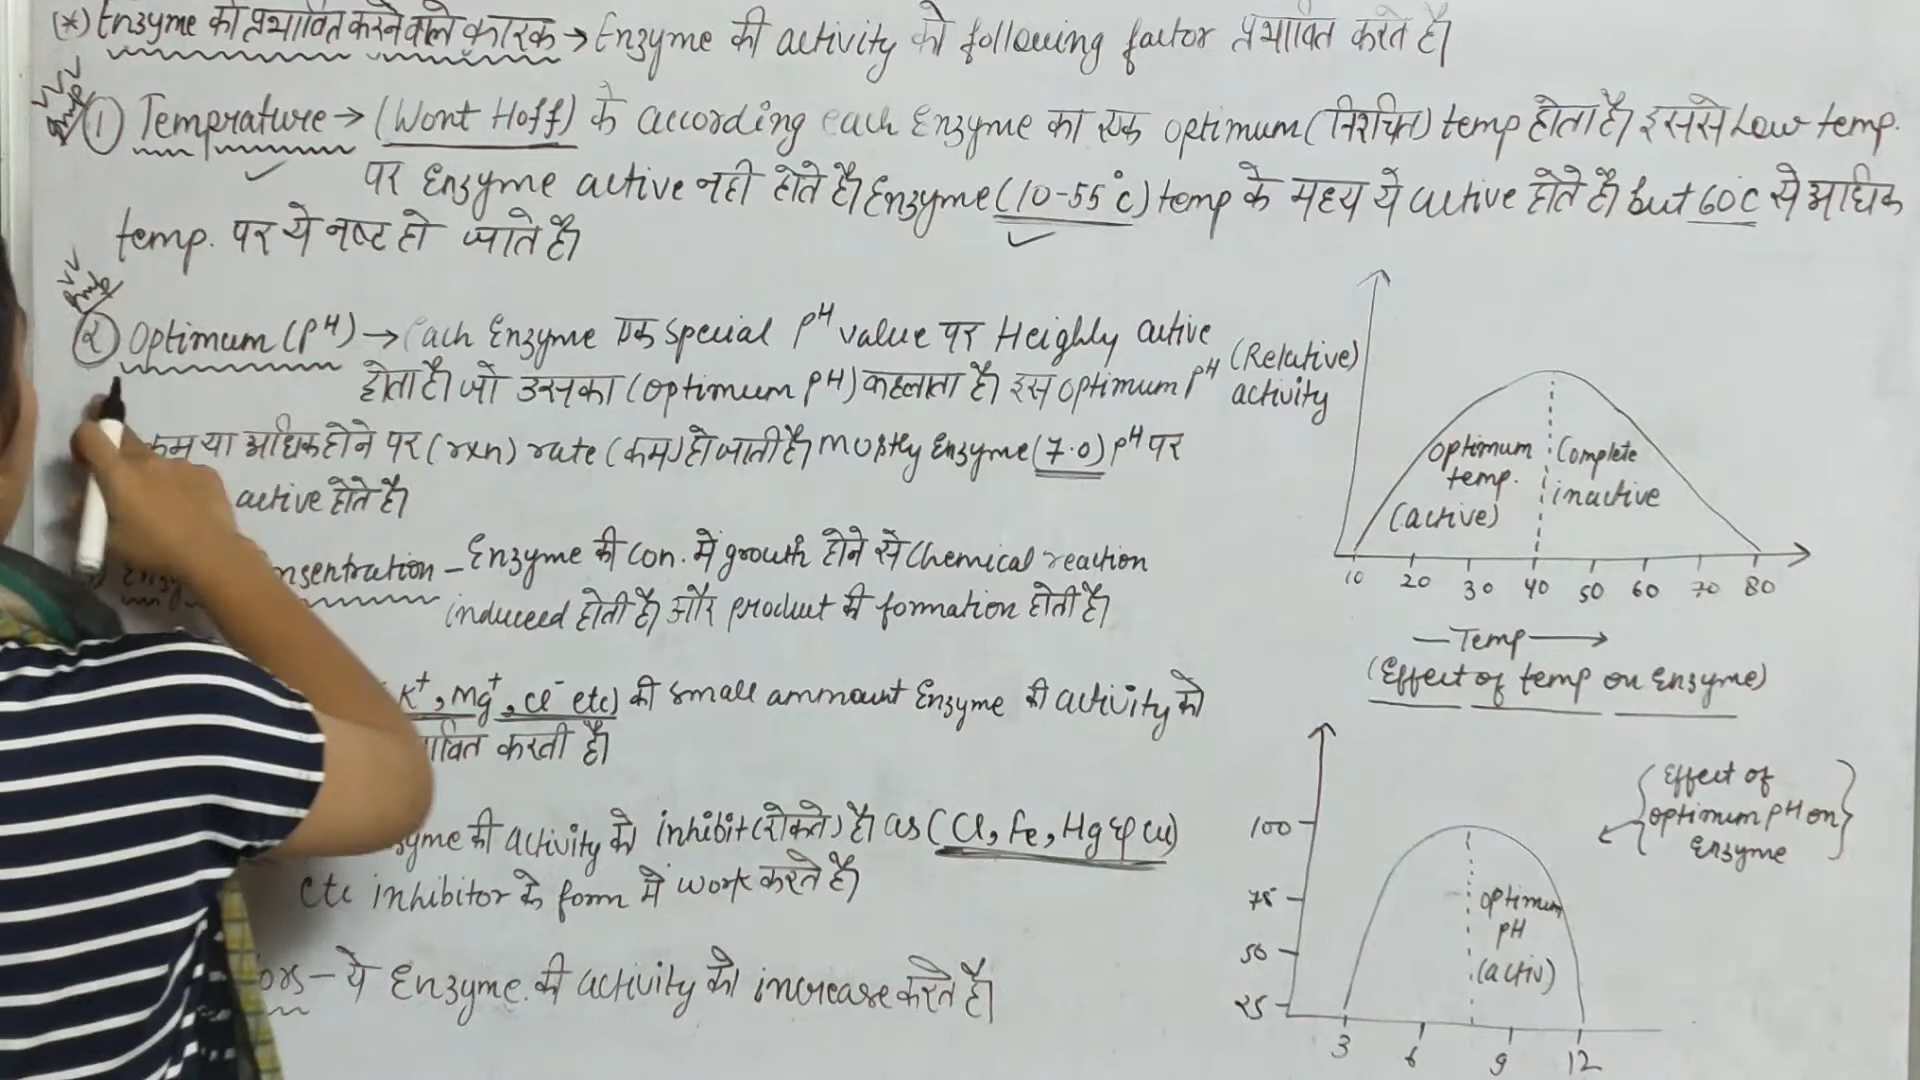 (*) Enzyme को प्रभावित करने वाले कारक → Enzyme की activity को following factor प्रभावित करते है।
Imp
① Temprature → (Wont Hoff) के according each Enzyme का एक optimum (निश्चित) temp होता है। इससे Low temp.
पर Enzyme active नही होते है। Enzyme (10-55°c) temp के मध्य ये active होते है। but 60°c से अधिक
temp. पर ये नष्ट हो जाते है।
Imp
② Optimum (pH) → Each Enzyme एक special pH value पर Heighly active
होता है। जो उसका (optimum pH) कहलाता है। इस optimum pH
कम या अधिक होने पर (rxn) rate (कम) हो जाती है। mostly Enzyme (7.0) pH पर
active होते है।
nsentration - Enzyme की con. मे growth होने से Chemical reaction
induceed होती है। और product की formation होती है।
K⁺, mg⁺, cl⁻ etc) की small ammount Enzyme की activity को
वित करती है।
yme की activity को inhibit (रोकते) है। as (Cl, Fe, Hg & Cu)
etc inhibitor के form मे work करते है।
ors - ये Enzyme की activity को increase करते है।
(Relative)
activity
optimum
temp.
(active)
Complete
inactive
10 20 30 40 50 60 70 80
— Temp →
(Effect of temp on Enzyme)
Effect of
optimum pH on
Enzyme
100
75
50
25
optimum
pH
(activ)
3 6 9 12